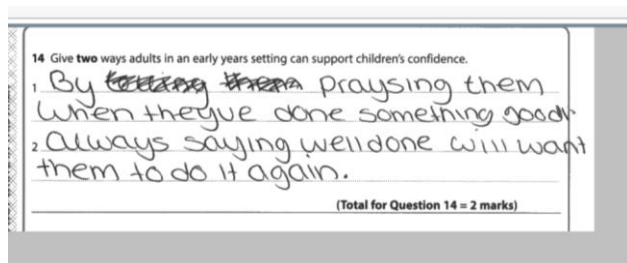 14 Give two ways adults in an early years setting can support children's confidence.
1 By praysing them
when theyve done something good
2 always saying well done will want
them to do it again.
(Total for Question 14 = 2 marks)